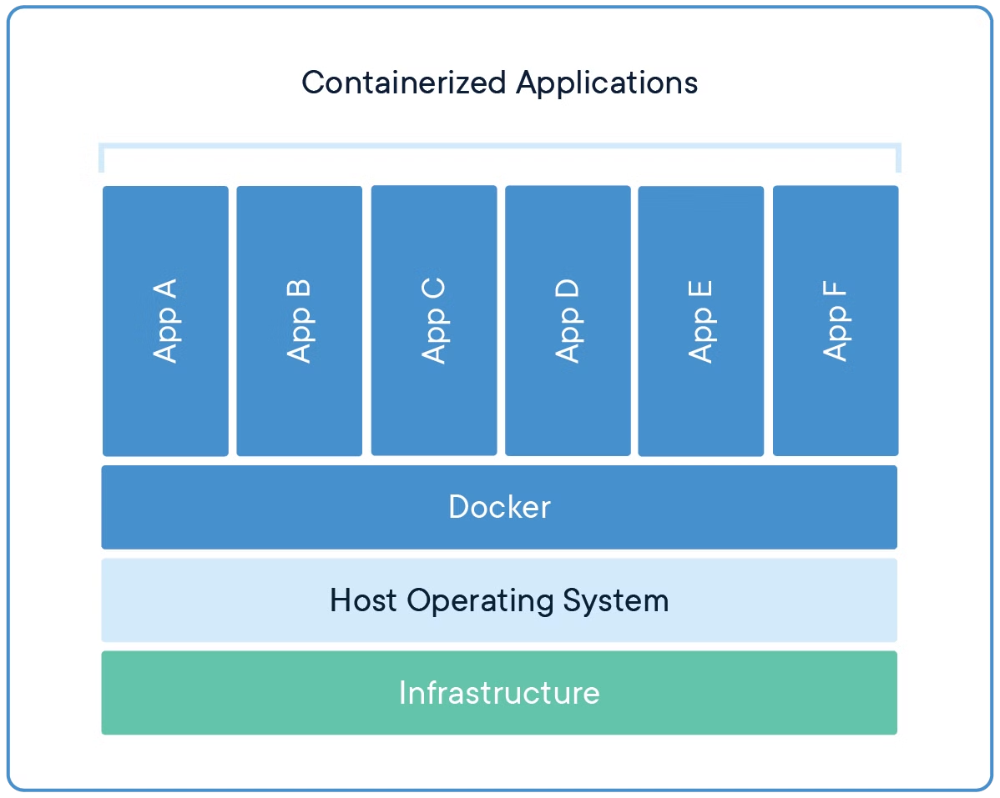 Containerized Applications
App A
App B
App C
App D
App E
App F
Docker
Host Operating System
Infrastructure